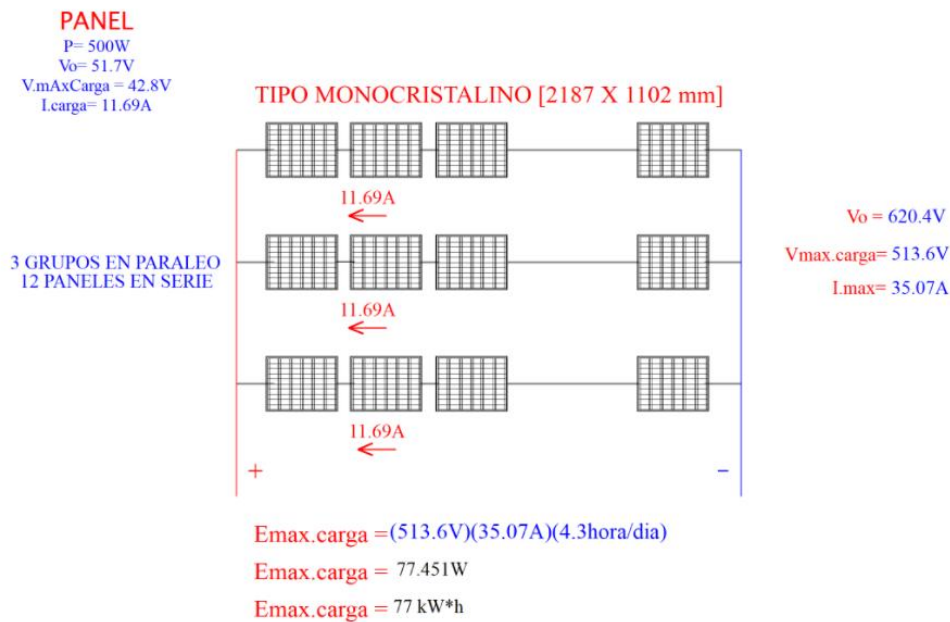 PANEL
P= 500W
Vo= 51.7V
V.mAxCarga = 42.8V
I.carga= 11.69A
TIPO MONOCRISTALINO [2187 X 1102 mm]
11.69A
3 GRUPOS EN PARALEO
12 PANELES EN SERIE
11.69A
11.69A
Vo = 620.4V
Vmax.carga= 513.6V
I.max= 35.07A
+
−
Emax.carga =(513.6V)(35.07A)(4.3hora/dia)
Emax.carga = 77.451W
Emax.carga = 77 kW*h